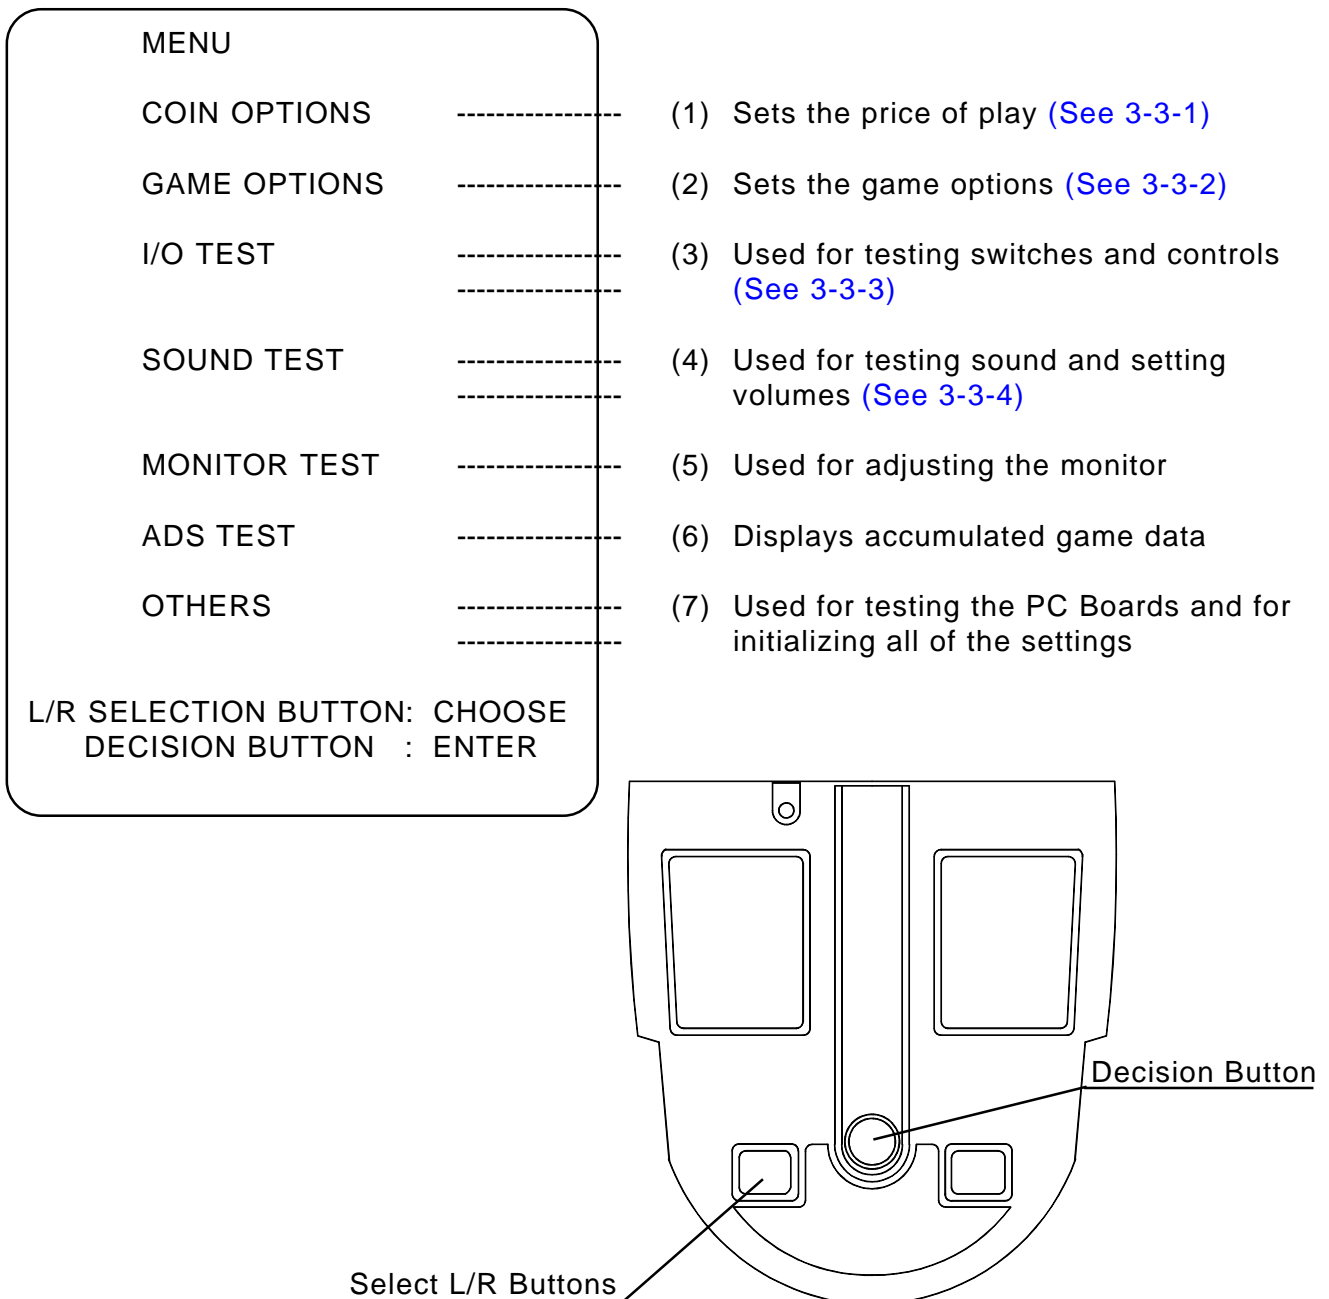 MENU
COIN OPTIONS ----------------- (1) Sets the price of play (See 3-3-1)
GAME OPTIONS ----------------- (2) Sets the game options (See 3-3-2)
I/O TEST ----------------- (3) Used for testing switches and controls
----------------- (See 3-3-3)
SOUND TEST ----------------- (4) Used for testing sound and setting
----------------- volumes (See 3-3-4)
MONITOR TEST ----------------- (5) Used for adjusting the monitor
ADS TEST ----------------- (6) Displays accumulated game data
OTHERS ----------------- (7) Used for testing the PC Boards and for
----------------- initializing all of the settings
L/R SELECTION BUTTON: CHOOSE
DECISION BUTTON : ENTER
Decision Button
Select L/R Buttons